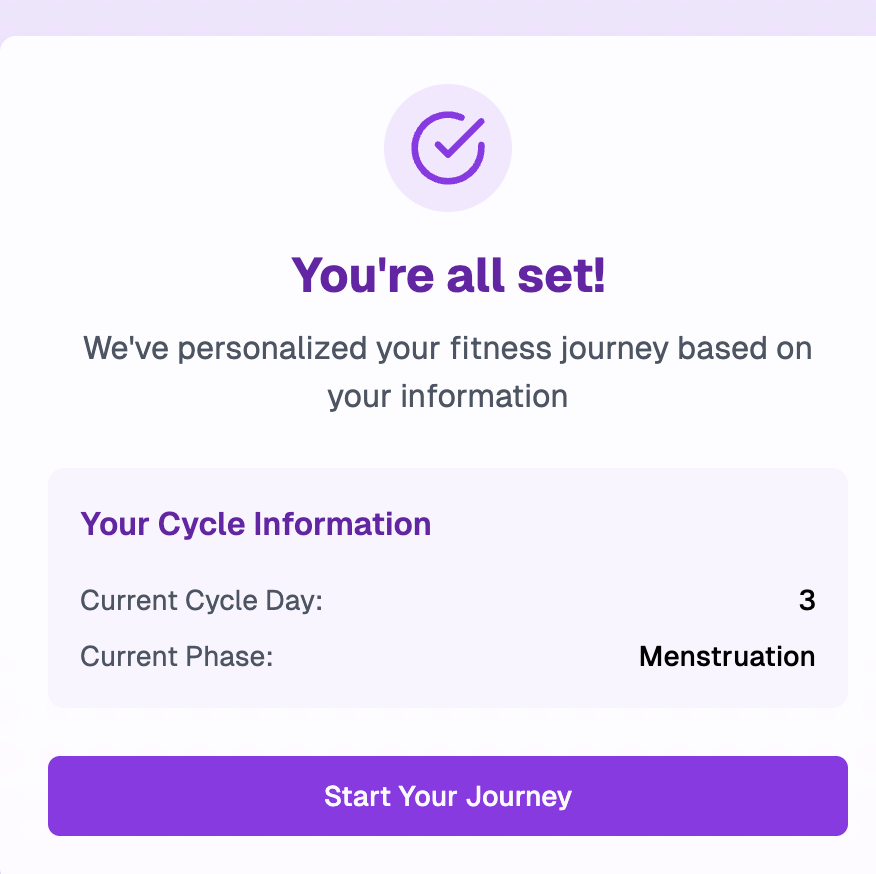 You're all set!
We've personalized your fitness journey based on
your information
Your Cycle Information
Current Cycle Day: 3
Current Phase: Menstruation
Start Your Journey